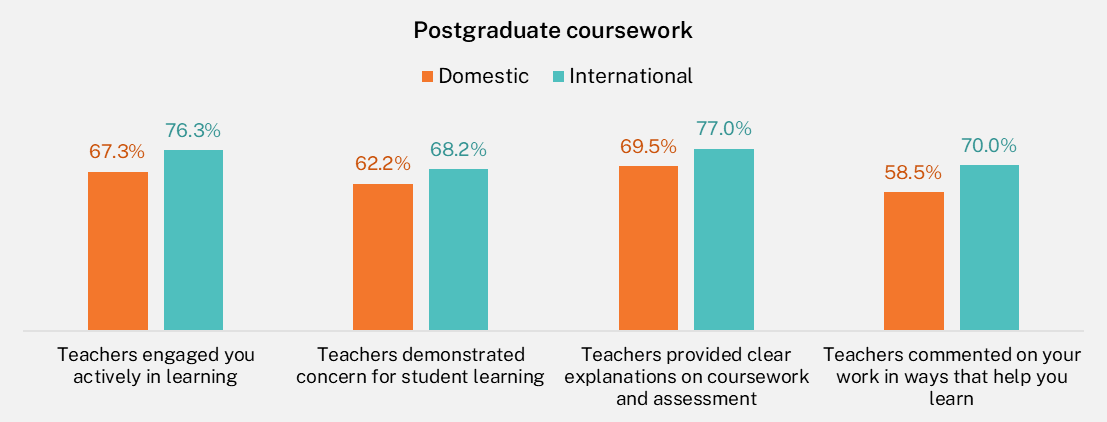 Postgraduate coursework
Domestic International
67.3% 76.3% 62.2% 68.2% 69.5% 77.0% 58.5% 70.0%
Teachers engaged you
actively in learning
Teachers demonstrated
concern for student learning
Teachers provided clear
explanations on coursework
and assessment
Teachers commented on your
work in ways that help you
learn